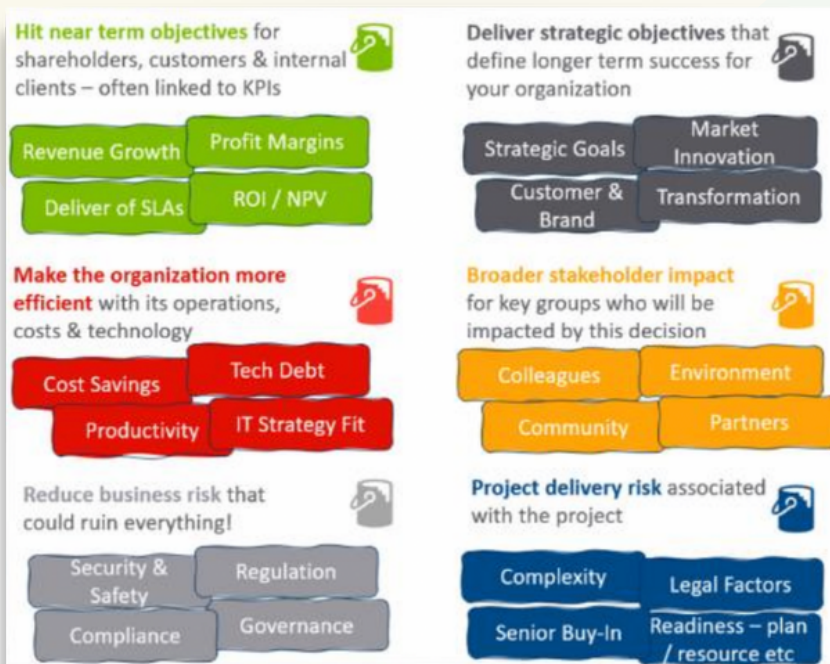 Hit near term objectives for
shareholders, customers & internal
clients – often linked to KPIs
Revenue Growth
Profit Margins
Deliver of SLAs
ROI / NPV
Deliver strategic objectives that
define longer term success for
your organization
Strategic Goals
Market
Innovation
Customer &
Brand
Transformation
Make the organization more
efficient with its operations,
costs & technology
Cost Savings
Tech Debt
Productivity
IT Strategy Fit
Broader stakeholder impact
for key groups who will be
impacted by this decision
Colleagues
Environment
Community
Partners
Reduce business risk that
could ruin everything!
Security &
Safety
Regulation
Compliance
Governance
Project delivery risk associated
with the project
Complexity
Legal Factors
Senior Buy-In
Readiness – plan
/ resource etc